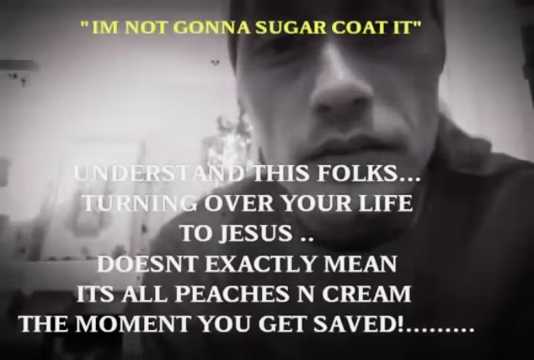 "IM NOT GONNA SUGAR COAT IT"
UNDERSTAND THIS FOLKS...
TURNING OVER YOUR LIFE
TO JESUS ..
DOESNT EXACTLY MEAN
ITS ALL PEACHES N CREAM
THE MOMENT YOU GET SAVED!.........